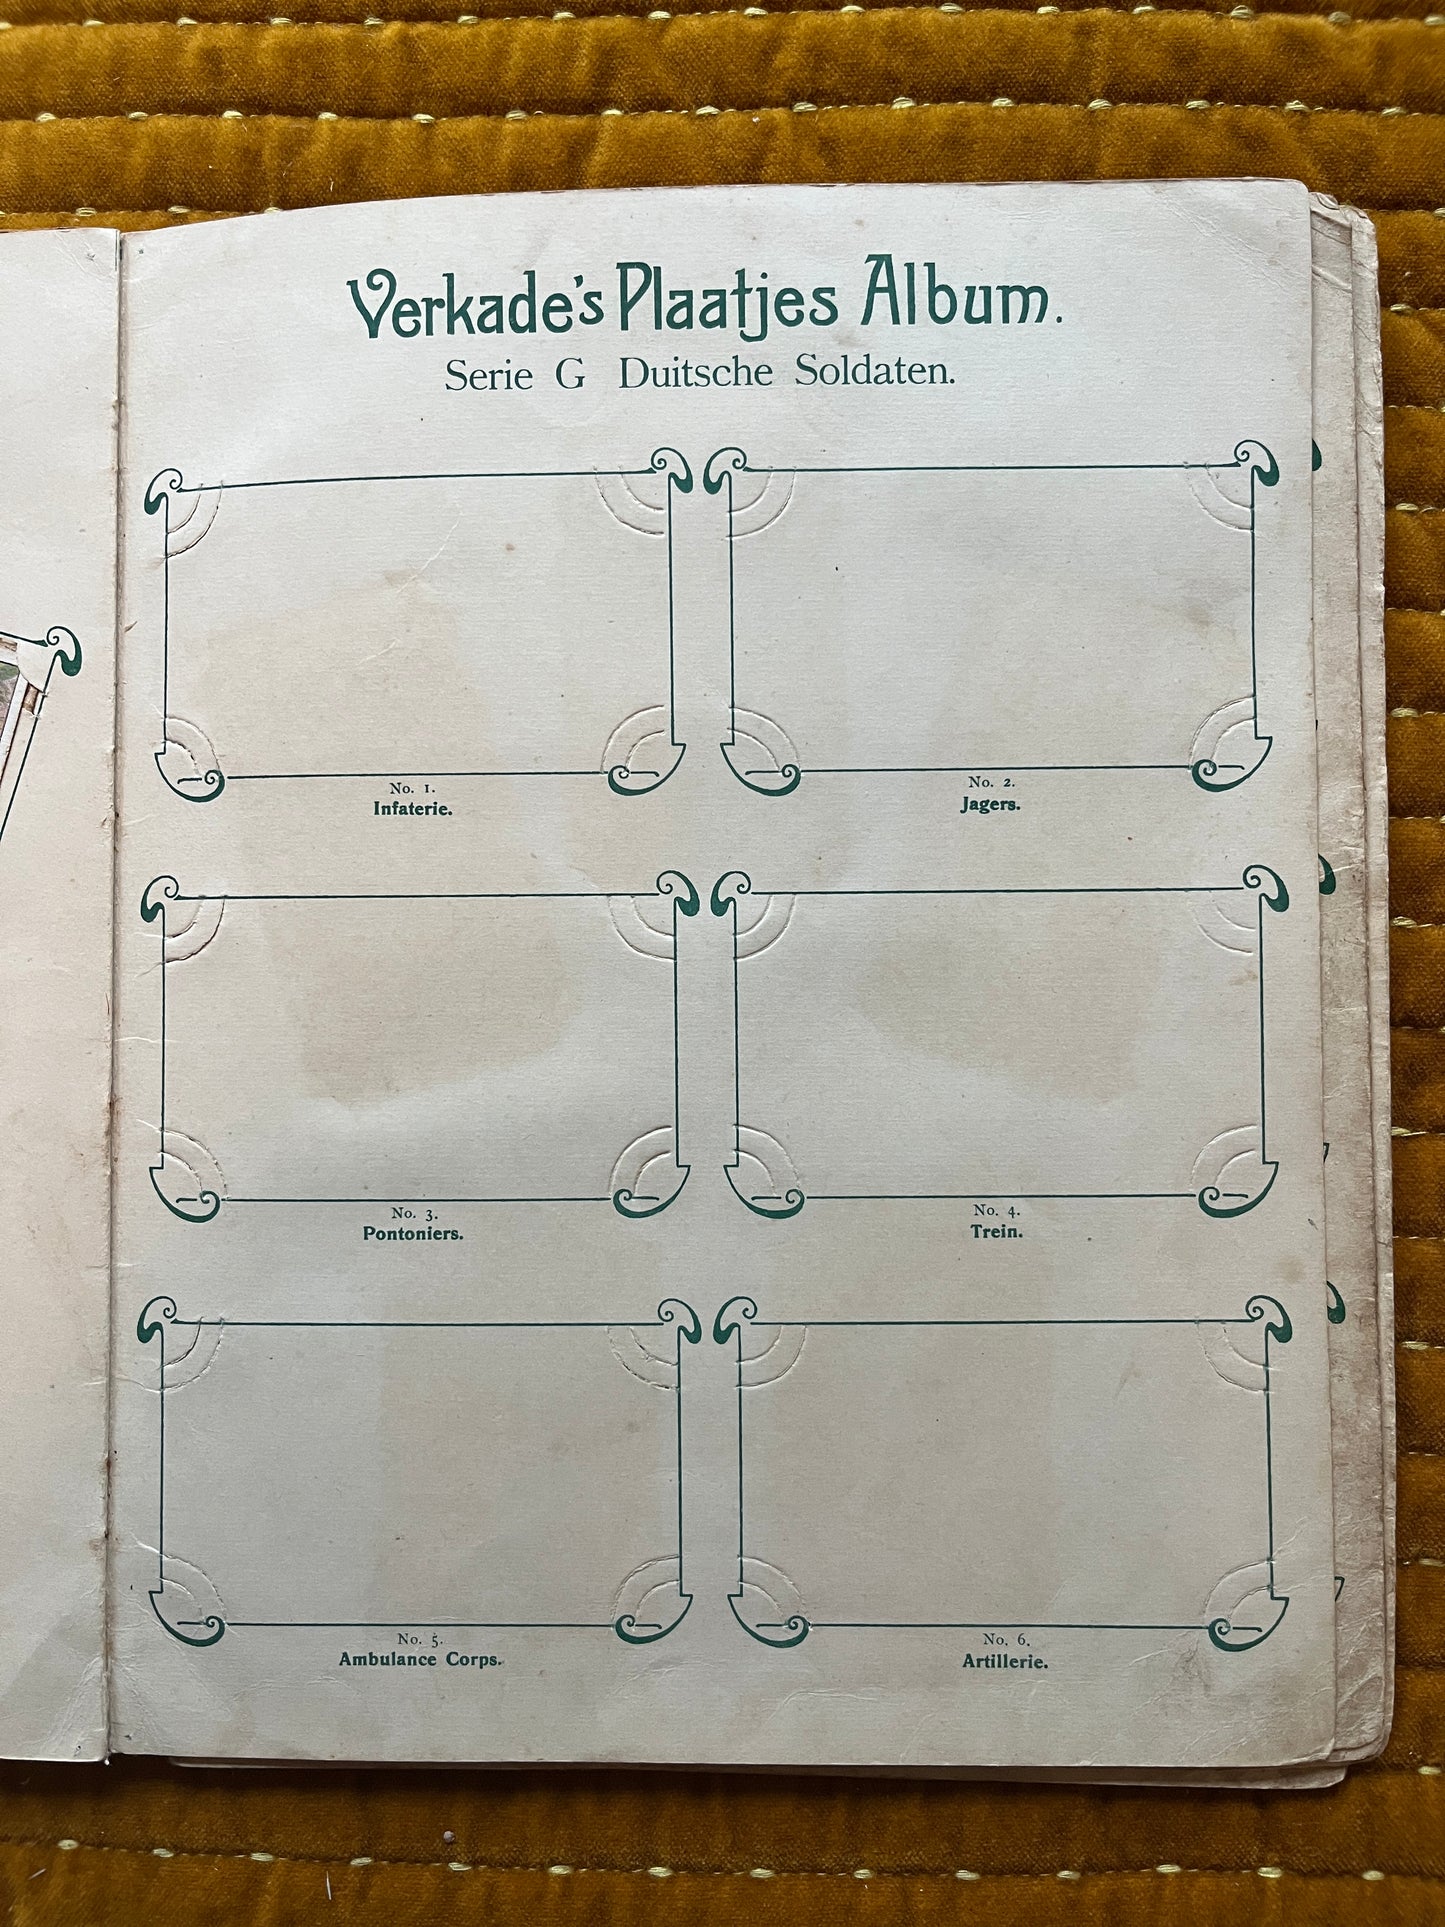 Verkade's Plaatjes Album.
Serie G Duitsche Soldaten.
No. 1.
Infaterie.
No. 2.
Jagers.
No. 3.
Pontoniers.
No. 4.
Trein.
No. 5.
Ambulance Corps.
No. 6.
Artillerie.